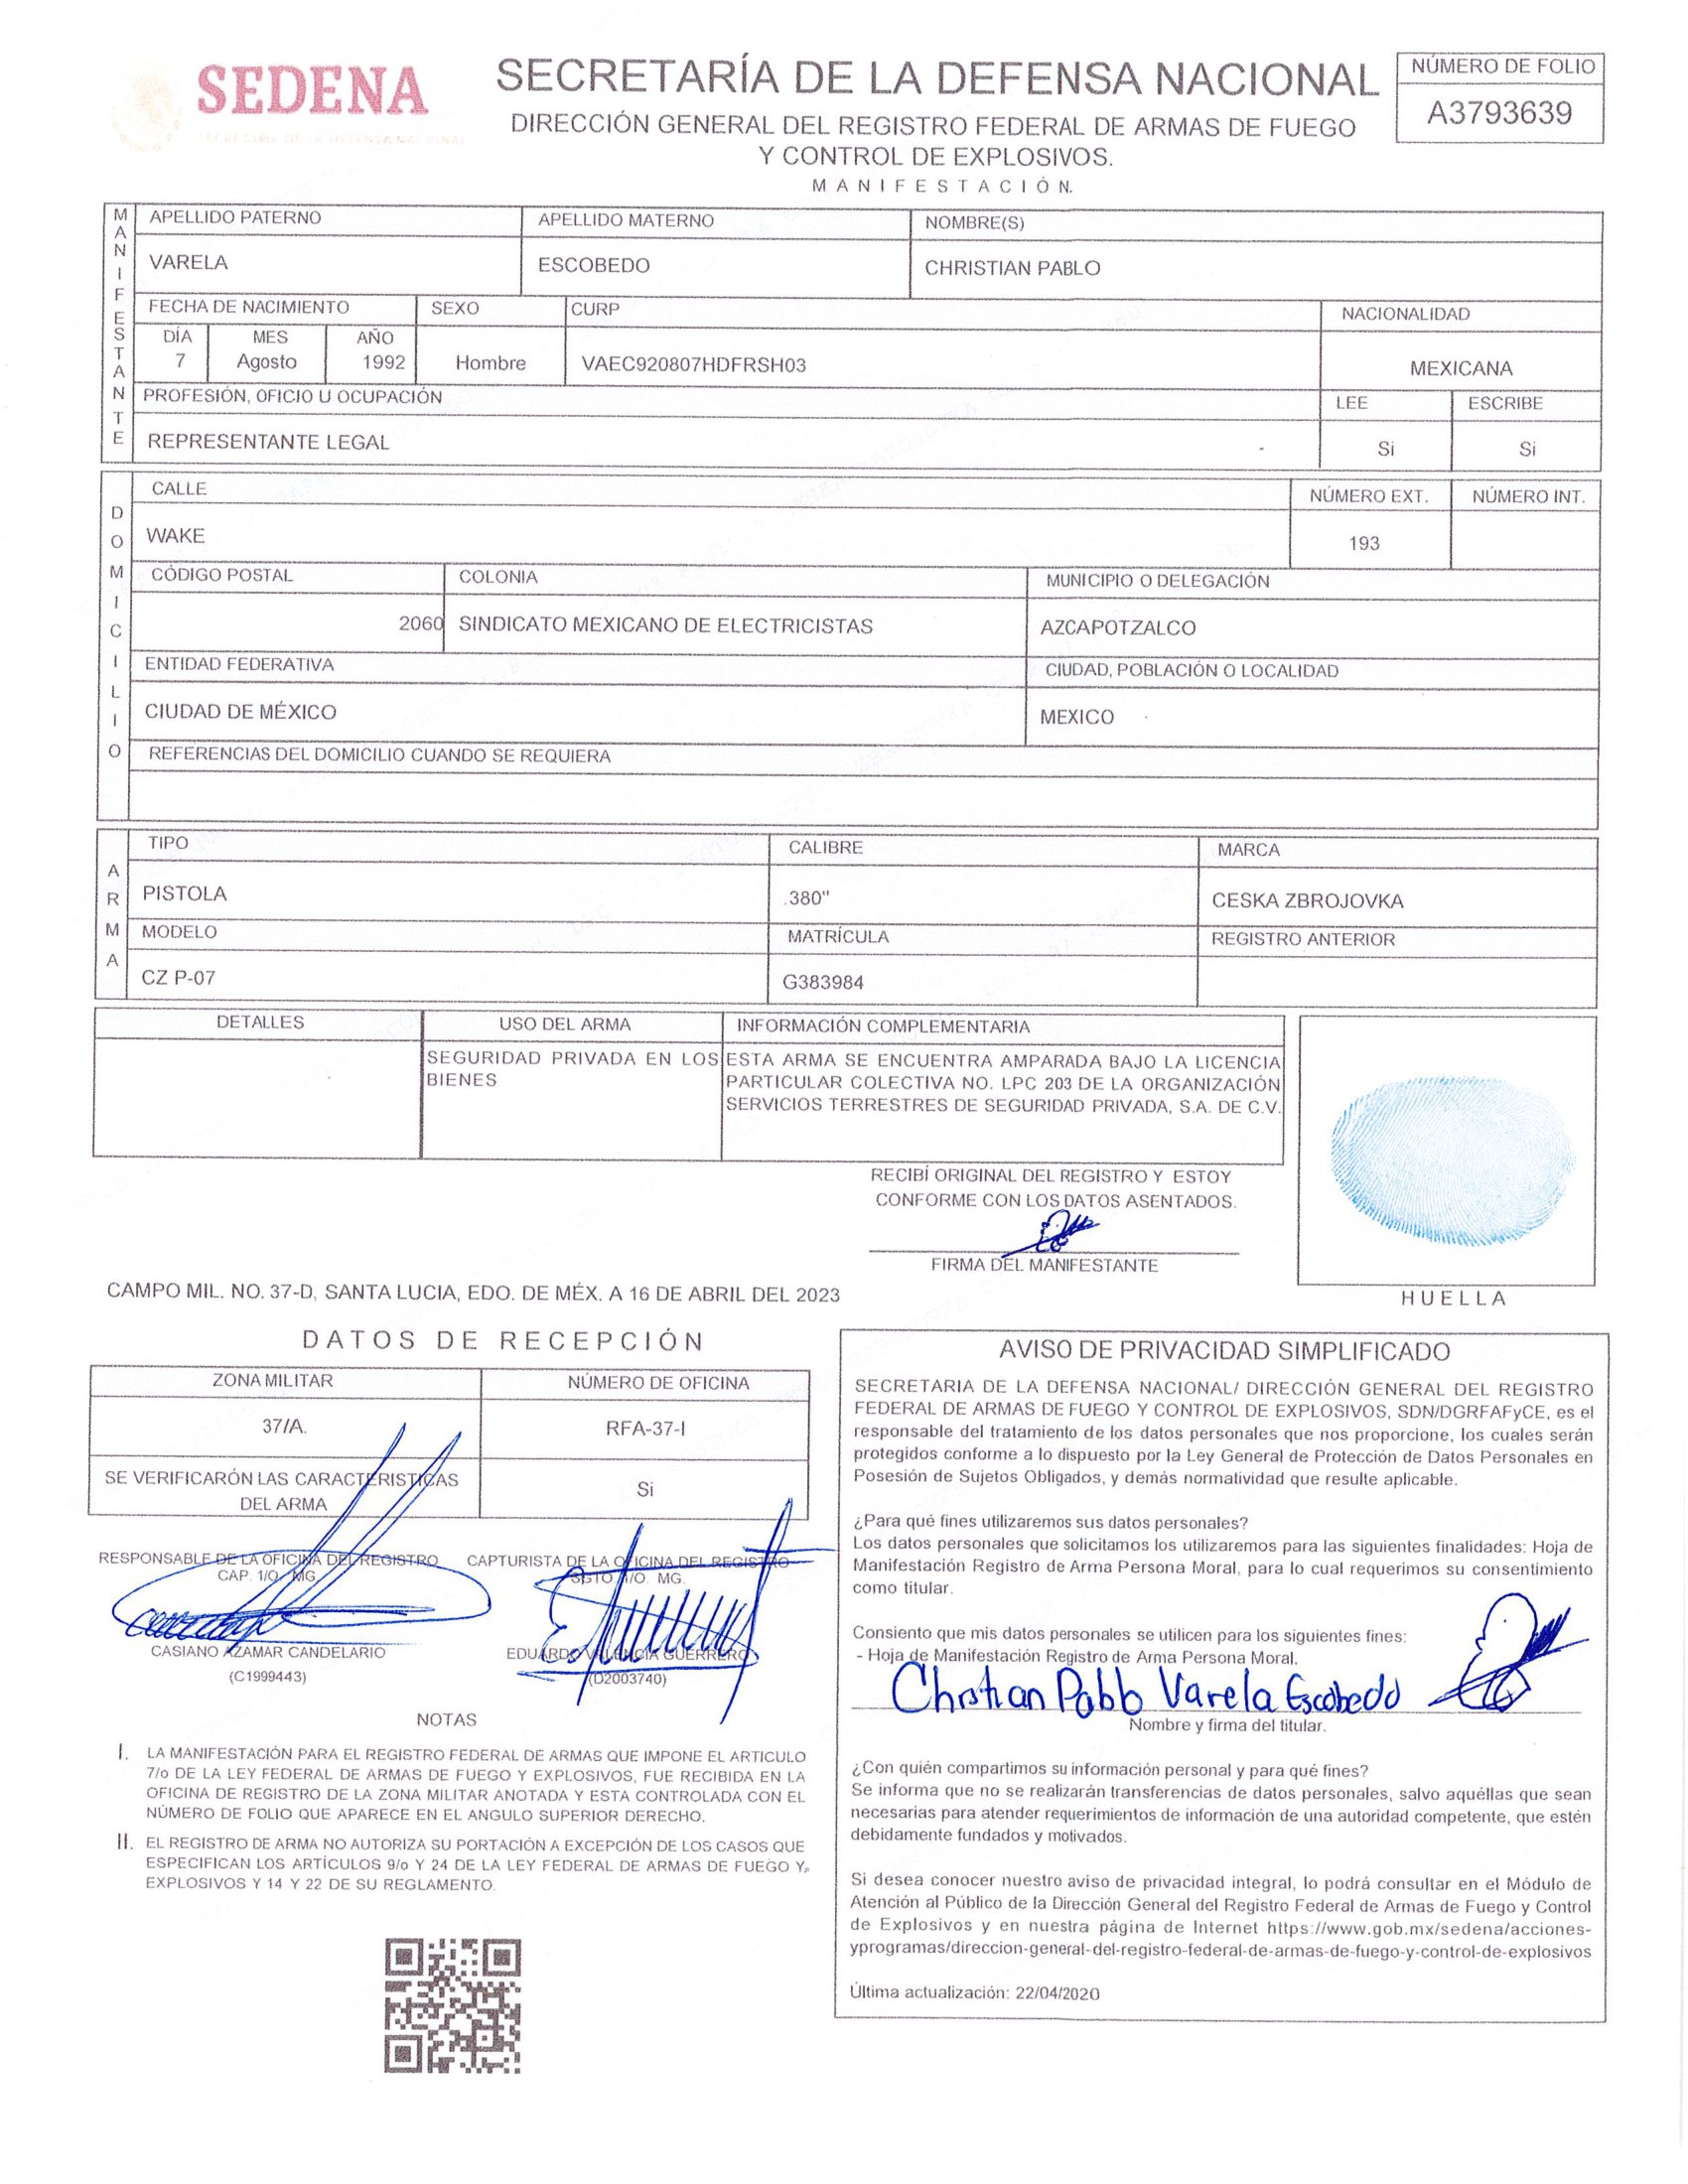 SEDENA
SECRETARÍA DE LA DEFENSA NACIONAL
SECRETARÍA DE LA DEFENSA NACIONAL
DIRECCIÓN GENERAL DEL REGISTRO FEDERAL DE ARMAS DE FUEGO
Y CONTROL DE EXPLOSIVOS.
MANIFESTACIÓN.
NÚMERO DE FOLIO
A3793639
MANIFESTANTE
APELLIDO PATERNO APELLIDO MATERNO NOMBRE(S)
VARELA ESCOBEDO CHRISTIAN PABLO
FECHA DE NACIMIENTO SEXO CURP NACIONALIDAD
DÍA MES AÑO
7 Agosto 1992 Hombre VAEC920807HDFRSH03 MEXICANA
PROFESIÓN, OFICIO U OCUPACIÓN LEE ESCRIBE
REPRESENTANTE LEGAL Si Si
DOMICILIO
CALLE NÚMERO EXT. NÚMERO INT.
WAKE 193
CÓDIGO POSTAL COLONIA MUNICIPIO O DELEGACIÓN
2060 SINDICATO MEXICANO DE ELECTRICISTAS AZCAPOTZALCO
ENTIDAD FEDERATIVA CIUDAD, POBLACIÓN O LOCALIDAD
CIUDAD DE MÉXICO MEXICO
REFERENCIAS DEL DOMICILIO CUANDO SE REQUIERA
ARMA
TIPO CALIBRE MARCA
PISTOLA .380" CESKA ZBROJOVKA
MODELO MATRÍCULA REGISTRO ANTERIOR
CZ P-07 G383984
DETALLES USO DEL ARMA INFORMACIÓN COMPLEMENTARIA
SEGURIDAD PRIVADA EN LOS BIENES
ESTA ARMA SE ENCUENTRA AMPARADA BAJO LA LICENCIA
PARTICULAR COLECTIVA NO. LPC 203 DE LA ORGANIZACIÓN
SERVICIOS TERRESTRES DE SEGURIDAD PRIVADA, S.A. DE C.V.
RECIBÍ ORIGINAL DEL REGISTRO Y ESTOY
CONFORME CON LOS DATOS ASENTADOS.
FIRMA DEL MANIFESTANTE
HUELLA
CAMPO MIL. NO. 37-D, SANTA LUCIA, EDO. DE MÉX. A 16 DE ABRIL DEL 2023
DATOS DE RECEPCIÓN
ZONA MILITAR NÚMERO DE OFICINA
37/A. RFA-37-I
SE VERIFICARÓN LAS CARACTERISTICAS
DEL ARMA
Si
RESPONSABLE DE LA OFICINA DEL REGISTRO
CAP. 1/O. MG.
CASIANO AZAMAR CANDELARIO
(C1999443)
CAPTURISTA DE LA OFICINA DEL REGISTRO
SGTO. 1/O. MG.
EDUARDO VALENCIA GUERRERO
(D2003740)
NOTAS
I. LA MANIFESTACIÓN PARA EL REGISTRO FEDERAL DE ARMAS QUE IMPONE EL ARTICULO
7/o DE LA LEY FEDERAL DE ARMAS DE FUEGO Y EXPLOSIVOS, FUE RECIBIDA EN LA
OFICINA DE REGISTRO DE LA ZONA MILITAR ANOTADA Y ESTA CONTROLADA CON EL
NÚMERO DE FOLIO QUE APARECE EN EL ANGULO SUPERIOR DERECHO.
II. EL REGISTRO DE ARMA NO AUTORIZA SU PORTACIÓN A EXCEPCIÓN DE LOS CASOS QUE
ESPECIFICAN LOS ARTÍCULOS 9/o Y 24 DE LA LEY FEDERAL DE ARMAS DE FUEGO Y
EXPLOSIVOS Y 14 Y 22 DE SU REGLAMENTO.
AVISO DE PRIVACIDAD SIMPLIFICADO
SECRETARIA DE LA DEFENSA NACIONAL/ DIRECCIÓN GENERAL DEL REGISTRO
FEDERAL DE ARMAS DE FUEGO Y CONTROL DE EXPLOSIVOS, SDN/DGRFAFyCE, es el
responsable del tratamiento de los datos personales que nos proporcione, los cuales serán
protegidos conforme a lo dispuesto por la Ley General de Protección de Datos Personales en
Posesión de Sujetos Obligados, y demás normatividad que resulte aplicable.
¿Para qué fines utilizaremos sus datos personales?
Los datos personales que solicitamos los utilizaremos para las siguientes finalidades: Hoja de
Manifestación Registro de Arma Persona Moral, para lo cual requerimos su consentimiento
como titular.
Consiento que mis datos personales se utilicen para los siguientes fines:
- Hoja de Manifestación Registro de Arma Persona Moral.
Christian Pablo Varela Escobedo
Nombre y firma del titular.
¿Con quién compartimos su información personal y para qué fines?
Se informa que no se realizarán transferencias de datos personales, salvo aquéllas que sean
necesarias para atender requerimientos de información de una autoridad competente, que estén
debidamente fundados y motivados.
Si desea conocer nuestro aviso de privacidad integral, lo podrá consultar en el Módulo de
Atención al Público de la Dirección General del Registro Federal de Armas de Fuego y Control
de Explosivos y en nuestra página de Internet https://www.gob.mx/sedena/acciones-
yprogramas/direccion-general-del-registro-federal-de-armas-de-fuego-y-control-de-explosivos
Última actualización: 22/04/2020